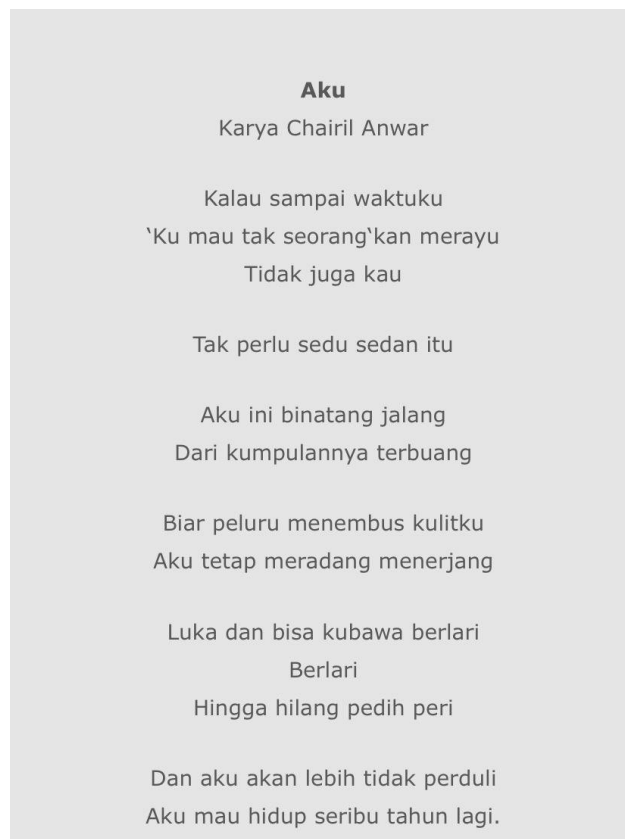 Aku
Karya Chairil Anwar
Kalau sampai waktuku
‘Ku mau tak seorang‘kan merayu
Tidak juga kau
Tak perlu sedu sedan itu
Aku ini binatang jalang
Dari kumpulannya terbuang
Biar peluru menembus kulitku
Aku tetap meradang menerjang
Luka dan bisa kubawa berlari
Berlari
Hingga hilang pedih peri
Dan aku akan lebih tidak perduli
Aku mau hidup seribu tahun lagi.